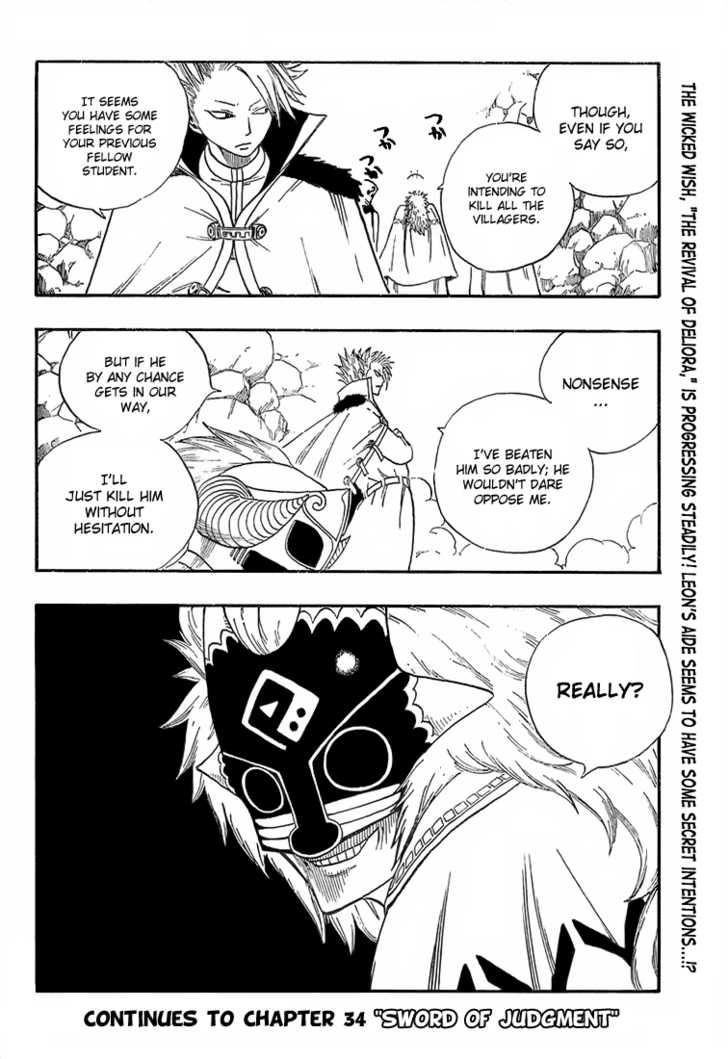 THOUGH,
EVEN IF YOU
SAY SO,
YOU'RE
INTENDING TO
KILL ALL THE
VILLAGERS.
つかつか
IT SEEMS
YOU HAVE SOME
FEELINGS FOR
YOUR PREVIOUS
FELLOW
STUDENT.
NONSENSE
...
I'VE BEATEN
HIM SO BADLY; HE
WOULDN'T DARE
OPPOSE ME.
BUT IF HE
BY ANY CHANCE
GETS IN OUR
WAY,
I'LL
JUST KILL HIM
WITHOUT
HESITATION.
REALLY?
THE WICKED WISH, "THE REVIVAL OF DELIORA," IS PROGRESSING STEADILY! LEON'S AIDE SEEMS TO HAVE SOME SECRET INTENTIONS...!?
CONTINUES TO CHAPTER 34 "SWORD OF JUDGMENT"